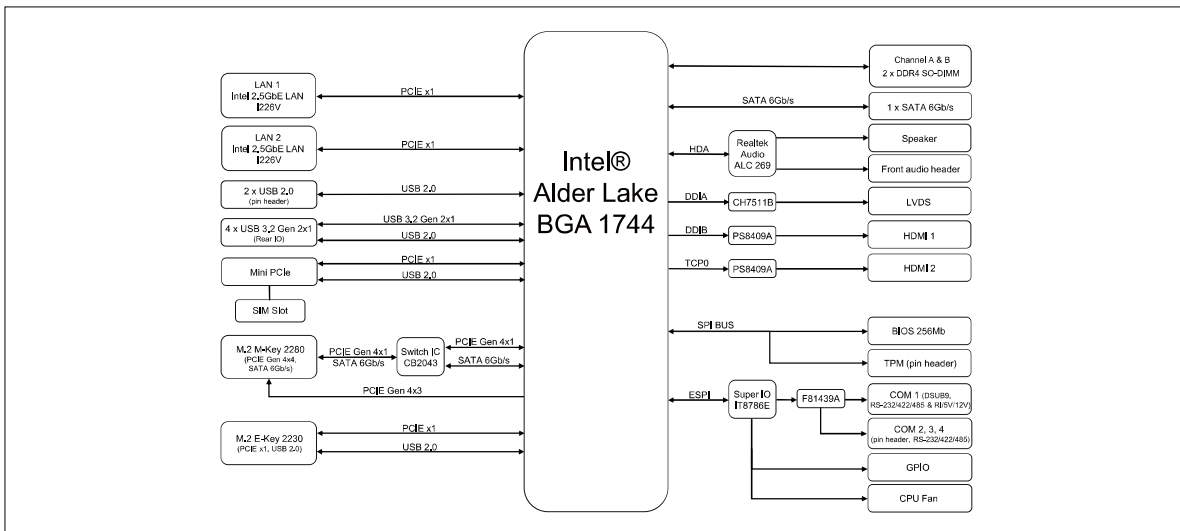 LAN 1
Intel 2.5GbE LAN
I226V
PCIE x1
LAN 2
Intel 2.5GbE LAN
I226V
PCIE x1
2 x USB 2.0
(pin header)
USB 2.0
4 x USB 3.2 Gen 2x1
(Rear IO)
USB 3.2 Gen 2x1
USB 2.0
Mini PCIe
PCIE x1
USB 2.0
SIM Slot
M.2 M-Key 2280
(PCIE Gen 4x4,
SATA 6Gb/s)
PCIE Gen 4x1
SATA 6Gb/s
Switch IC
CB2043
PCIE Gen 4x1
SATA 6Gb/s
PCIE Gen 4x3
M.2 E-Key 2230
(PCIE x1, USB 2.0)
PCIE x1
USB 2.0
Intel®
Alder Lake
BGA 1744
Channel A & B
2 x DDR4 SO-DIMM
SATA 6Gb/s
1 x SATA 6Gb/s
HDA
Realtek
Audio
ALC 269
Speaker
Front audio header
DDIA
CH7511B
LVDS
DDIB
PS8409A
HDMI 1
TCP0
PS8409A
HDMI 2
SPI BUS
BIOS 256Mb
TPM (pin header)
ESPI
Super IO
IT8786E
F81439A
COM 1 (DSUB9,
RS-232/422/485 & RI/5V/12V)
COM 2, 3, 4
(pin header, RS-232/422/485)
GPIO
CPU Fan